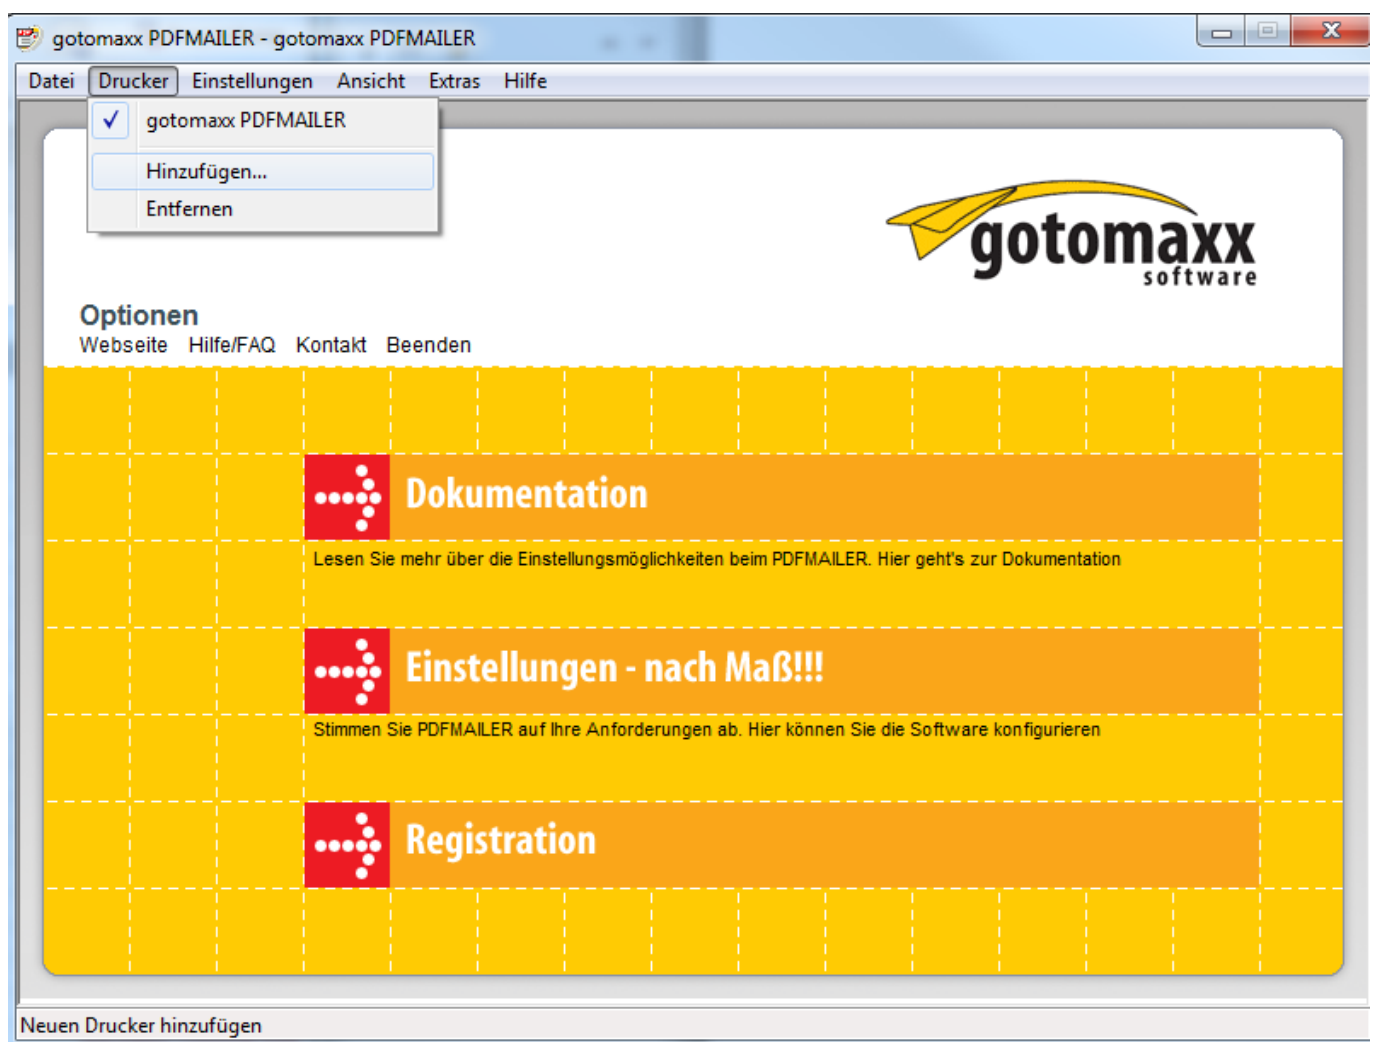 gotomaxx PDFMAILER - gotomaxx PDFMAILER
Datei Drucker Einstellungen Ansicht Extras Hilfe
gotomaxx PDFMAILER
Hinzufügen...
Entfernen
gotomaxx
software
Optionen
Webseite Hilfe/FAQ Kontakt Beenden
Dokumentation
Lesen Sie mehr über die Einstellungsmöglichkeiten beim PDFMAILER. Hier geht's zur Dokumentation
Einstellungen - nach Maß!!!
Stimmen Sie PDFMAILER auf Ihre Anforderungen ab. Hier können Sie die Software konfigurieren
Registration
Neuen Drucker hinzufügen